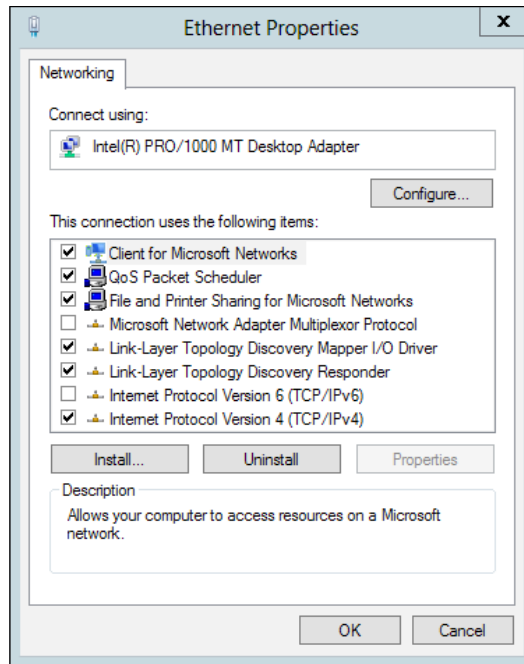 Ethernet Properties
x
Networking
Connect using:
Intel(R) PRO/1000 MT Desktop Adapter
Configure...
This connection uses the following items:
Client for Microsoft Networks
QoS Packet Scheduler
File and Printer Sharing for Microsoft Networks
Microsoft Network Adapter Multiplexor Protocol
Link-Layer Topology Discovery Mapper I/O Driver
Link-Layer Topology Discovery Responder
Internet Protocol Version 6 (TCP/IPv6)
Internet Protocol Version 4 (TCP/IPv4)
Install... Uninstall Properties
Description
Allows your computer to access resources on a Microsoft
network.
OK Cancel